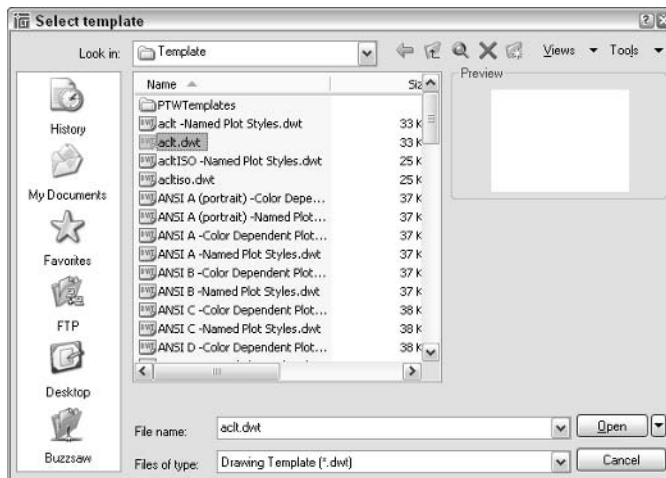 Select template
Look in: Template Views Tools
Name Siz
PTWTemplates
aclt -Named Plot Styles.dwt 33 K
aclt.dwt 33 K
acltISO -Named Plot Styles.dwt 25 K
acltiso.dwt 25 K
ANSI A (portrait) -Color Depe... 37 K
ANSI A (portrait) -Named Plot... 37 K
ANSI A -Color Dependent Plot... 37 K
ANSI A -Named Plot Styles.dwt 37 K
ANSI B -Color Dependent Plot... 37 K
ANSI B -Named Plot Styles.dwt 37 K
ANSI C -Color Dependent Plot... 38 K
ANSI C -Named Plot Styles.dwt 38 K
ANSI D -Color Dependent Plot... 38 K
Preview
History
My Documents
Favorites
FTP
Desktop
Buzzsaw
File name: aclt.dwt Open
Files of type: Drawing Template (*.dwt) Cancel